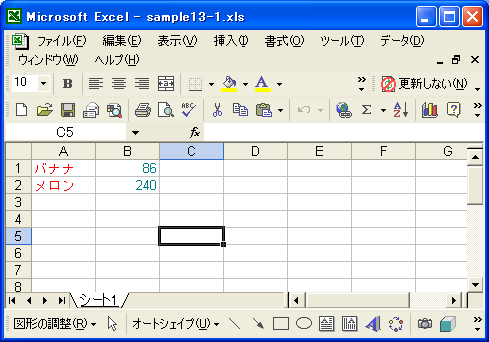 Microsoft Excel - sample13-1.xls
ファイル(F) 編集(E) 表示(V) 挿入(I) 書式(O) ツール(T) データ(D)
ウィンドウ(W) ヘルプ(H)
10 B A 更新しない(N)
ABC Σ A Z ?
C5 fx
A B C D E F G
1 バナナ 86
2 メロン 240
3
4
5
6
7
8
シート1
図形の調整(R) オートシェイプ(U) A A A